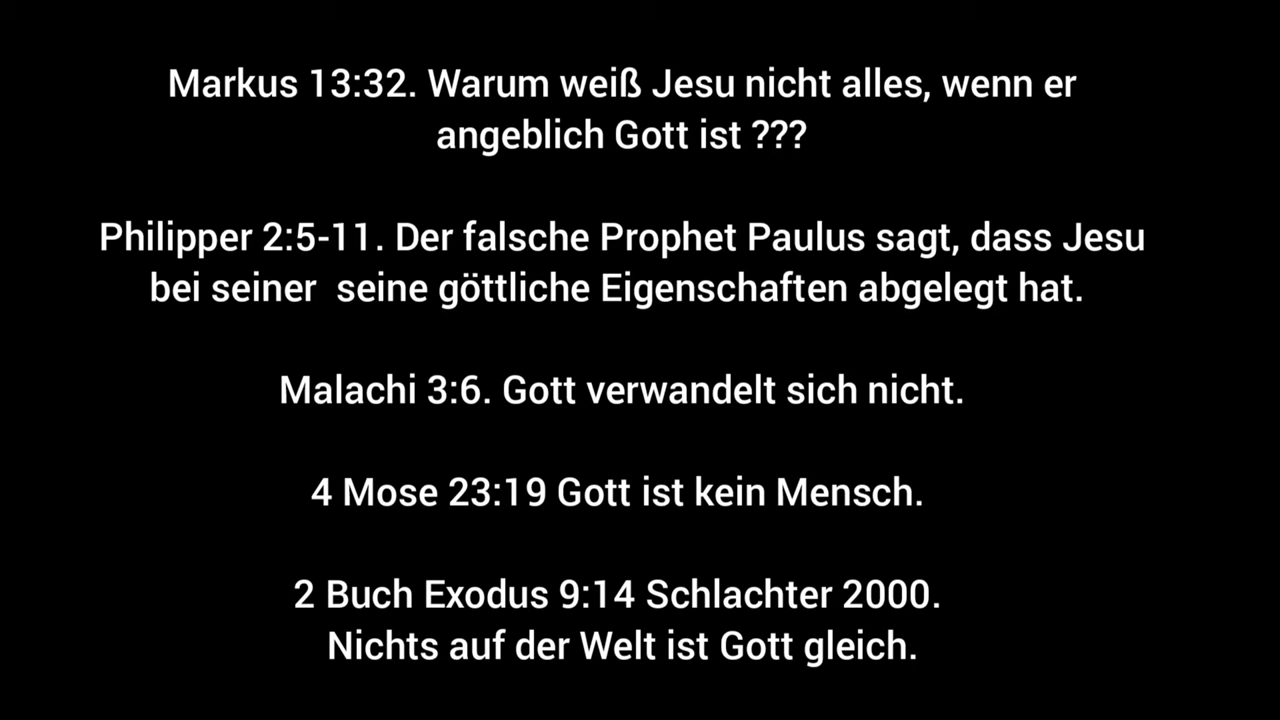 Markus 13:32. Warum weiß Jesu nicht alles, wenn er
angeblich Gott ist ???
Philipper 2:5-11. Der falsche Prophet Paulus sagt, dass Jesu
bei seiner  seine göttliche Eigenschaften abgelegt hat.
Malachi 3:6. Gott verwandelt sich nicht.
4 Mose 23:19 Gott ist kein Mensch.
2 Buch Exodus 9:14 Schlachter 2000.
Nichts auf der Welt ist Gott gleich.